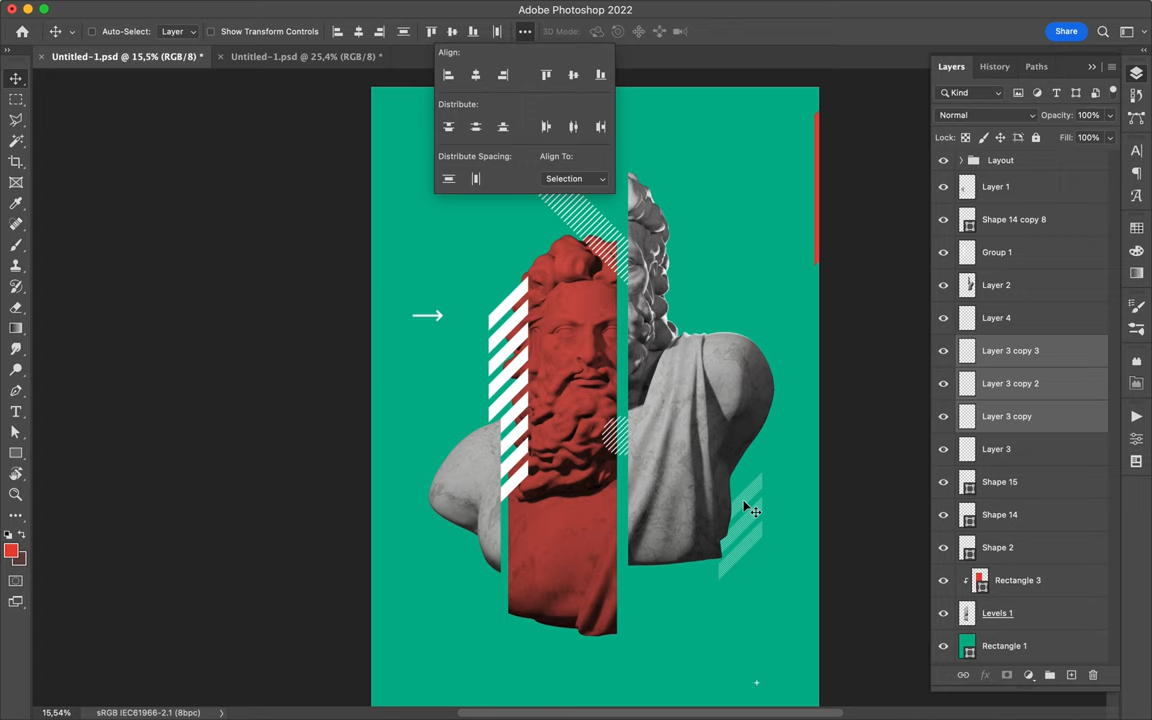 Adobe Photoshop 2022
Auto-Select: Layer Show Transform Controls 3D Mode: Share
Untitled-1.psd @ 15,5% (RGB/8) *
Untitled-1.psd @ 25,4% (RGB/8) *
Align:
Distribute:
Distribute Spacing: Align To:
Selection
Layers History Paths
Kind
Normal Opacity: 100%
Lock: Fill: 100%
Layout
Layer 1
Shape 14 copy 8
Group 1
Layer 2
Layer 4
Layer 3 copy 3
Layer 3 copy 2
Layer 3 copy
Layer 3
Shape 15
Shape 14
Shape 2
Rectangle 3
Levels 1
Rectangle 1
15,54% sRGB IEC61966-2.1 (8bpc)